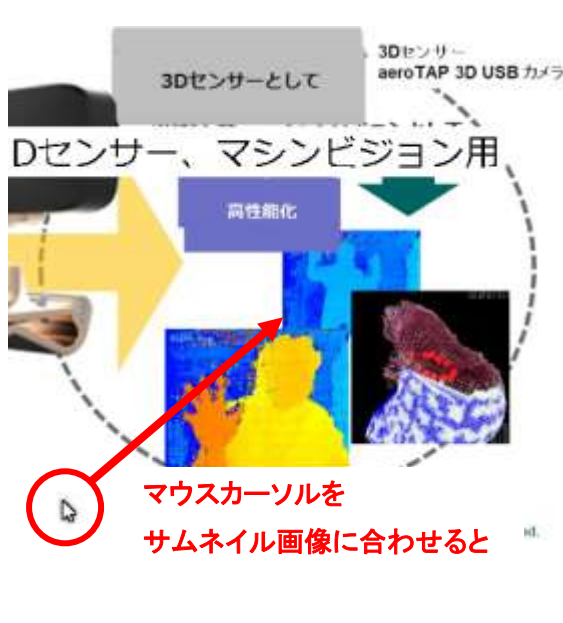 3Dセンサーとして
3Dセンサー
aeroTAP 3D USB カメラ
Dセンサー、マシンビジョン用
高性能化
マウスカーソルを
サムネイル画像に合わせると